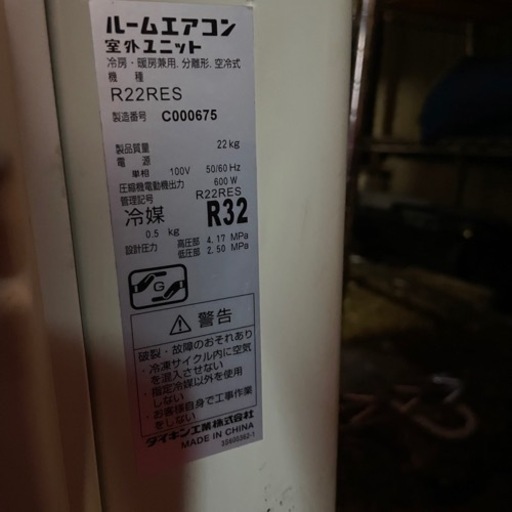 ルームエアコン
室外ユニット
冷房・暖房兼用. 分離形. 空冷式
機種
R22RES
製造番号 C000675
製品質量 22kg
電源
単相 100V 50/60 Hz
圧縮機電動機出力 600 W
管理記号 R22RES
冷媒 R32
0.5 kg
設計圧力 高圧部 4.17 MPa
低圧部 2.50 MPa
G
警告
破裂・故障のおそれあり
・冷凍サイクル内に空気
を混入させない
・指定冷媒以外を使用
しない
・お客様自身で工事作業
をしない
ダイキン工業株式会社
MADE IN CHINA